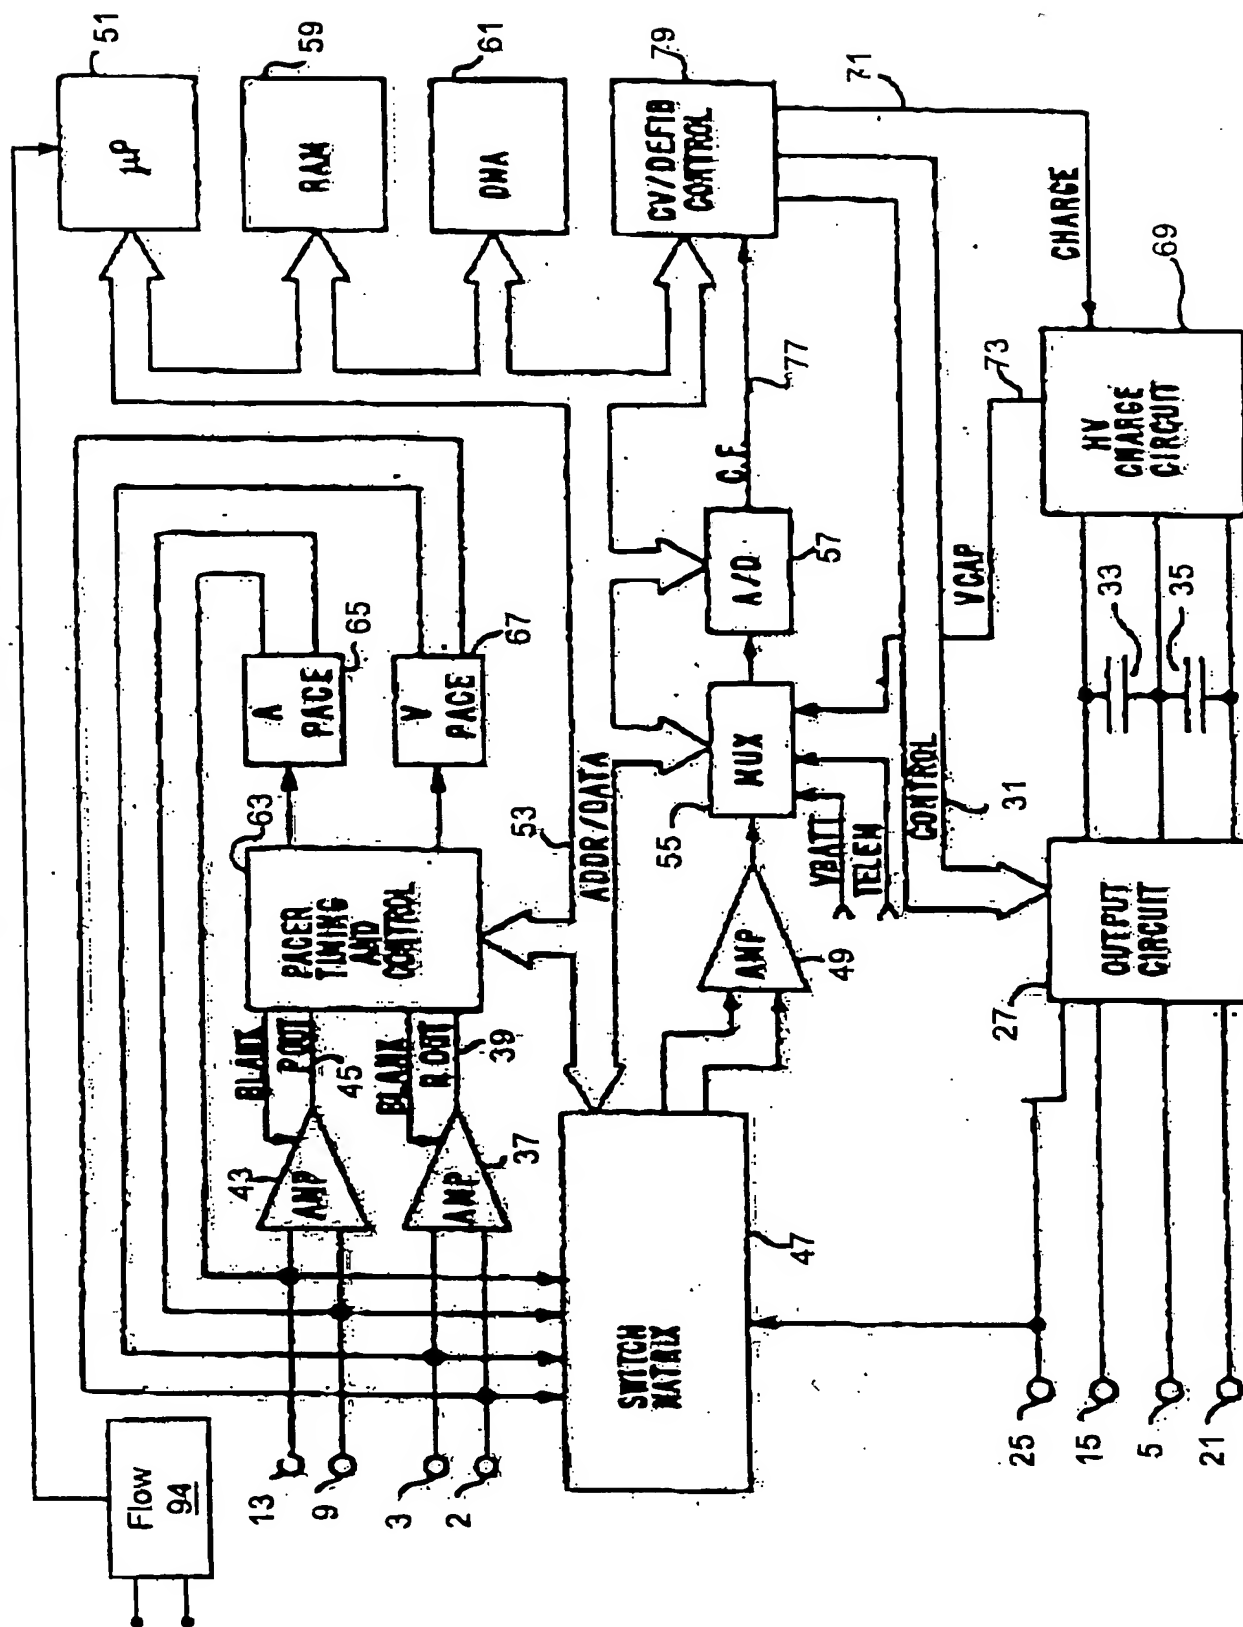 Flow
94
51
µP
59
RAM
61
DMA
79
CV/DEFIB
CONTROL
71
CHARGE
69
HV
CHARGE
CIRCUIT
73
VCAP
77
C.F.
A/D
57
MUX
55
VBATT
TELEM
CONTROL
31
33
35
OUTPUT
CIRCUIT
27
AMP
49
53
ADDR/DATA
A
PACE
65
V
PACE
67
63
PACER
TIMING
AND
CONTROL
BLANK
P OUT
45
BLANK
R OUT
39
43
AMP
37
AMP
SWITCH
MATRIX
47
13
9
3
2
25
15
5
21